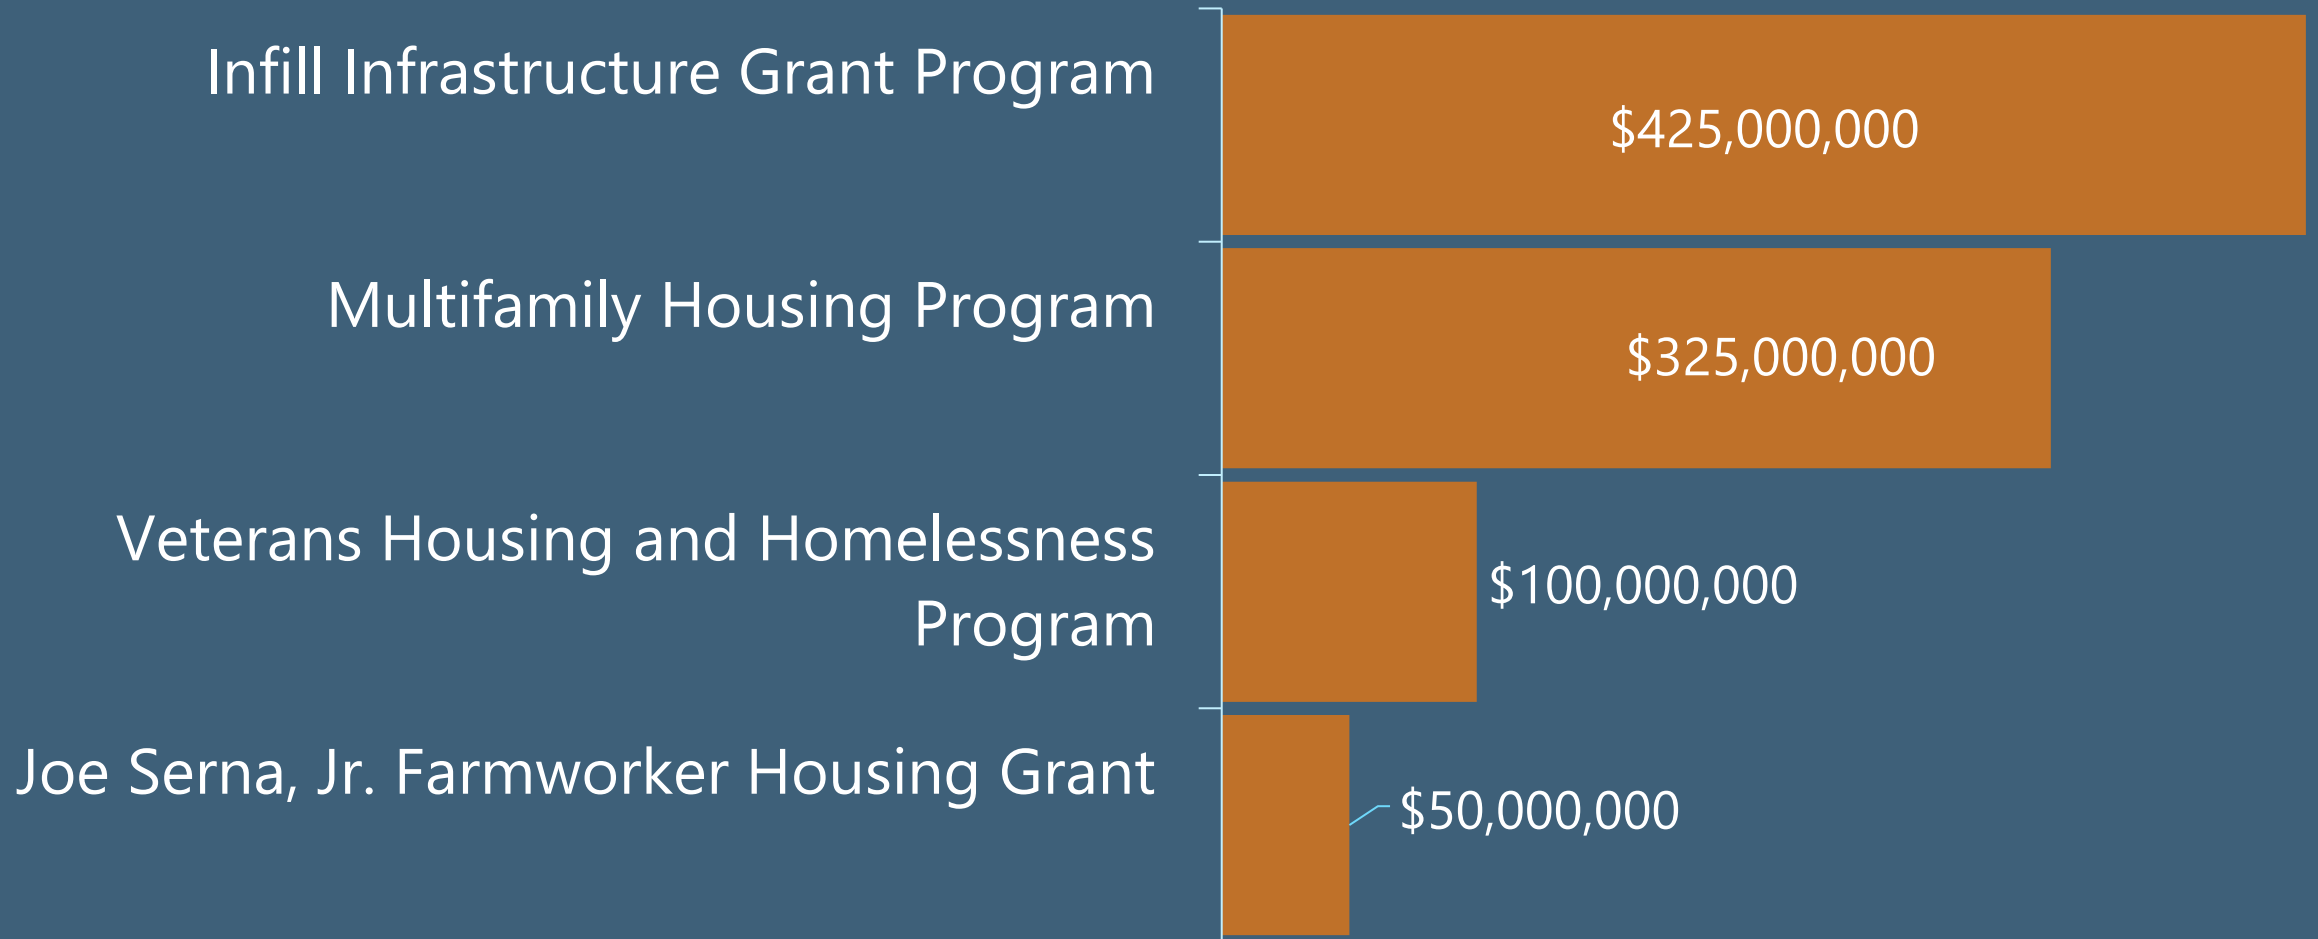 Infill Infrastructure Grant Program
$425,000,000
Multifamily Housing Program
$325,000,000
Veterans Housing and Homelessness
Program
$100,000,000
Joe Serna, Jr. Farmworker Housing Grant
$50,000,000